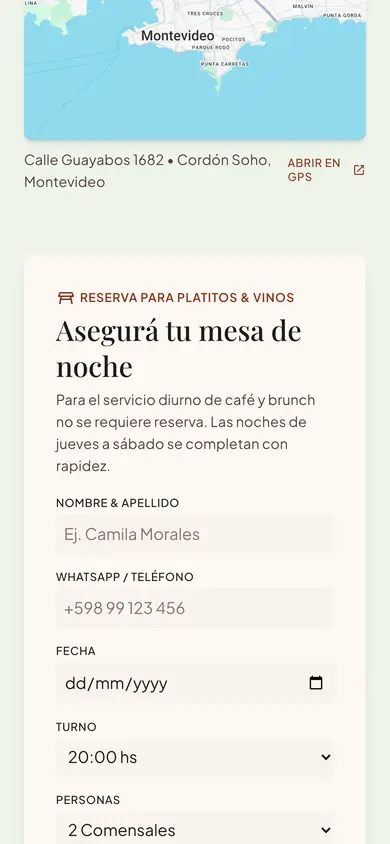 LINA
TRES CRUCES
MALVÍN
PUNTA GORDA
Montevideo
POCITOS
PARQUE RODÓ
PUNTA CARRETAS
Calle Guayabos 1682 • Cordón Soho,
Montevideo
ABRIR EN
GPS
RESERVA PARA PLATITOS & VINOS
Asegurá tu mesa de
noche
Para el servicio diurno de café y brunch
no se requiere reserva. Las noches de
jueves a sábado se completan con
rapidez.
NOMBRE & APELLIDO
Ej. Camila Morales
WHATSAPP / TELÉFONO
+598 99 123 456
FECHA
dd/mm/yyyy
TURNO
20:00 hs
PERSONAS
2 Comensales